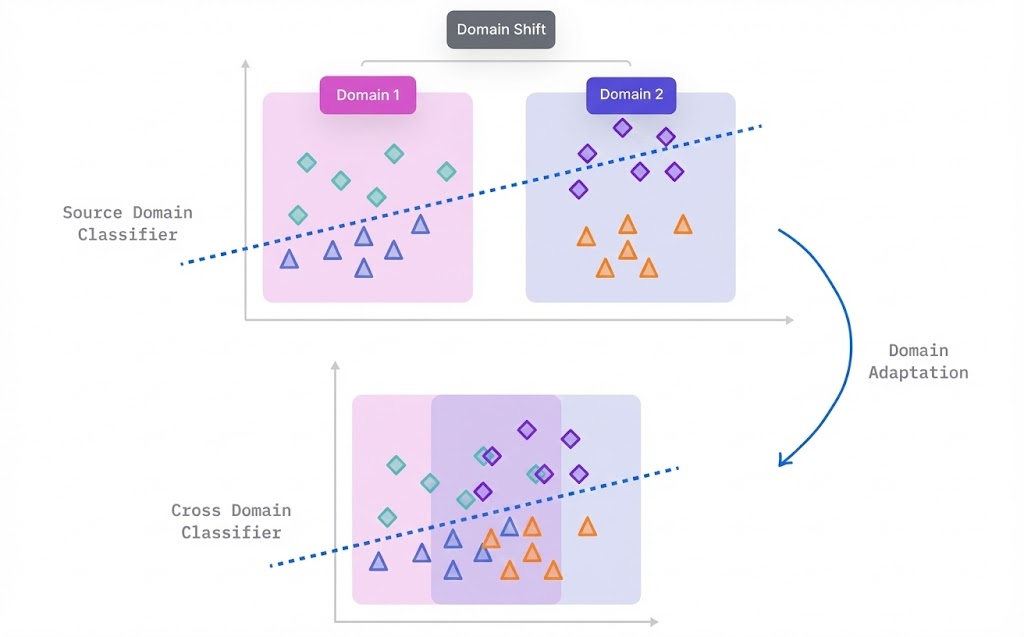 Domain Shift
Domain 1
Domain 2
Source Domain
Classifier
Domain
Adaptation
Cross Domain
Classifier